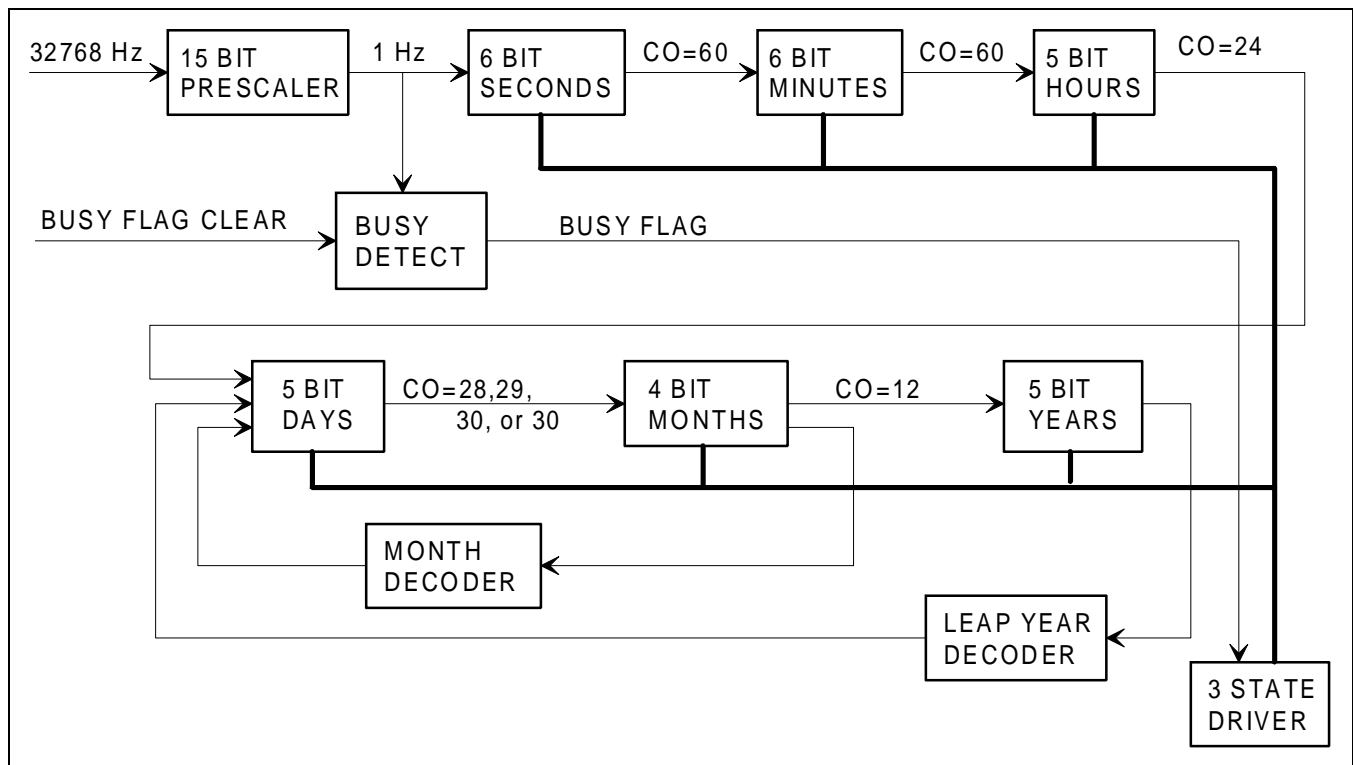 32768 Hz
15 BIT
PRESCALER
1 Hz
6 BIT
SECONDS
CO=60
6 BIT
MINUTES
CO=60
5 BIT
HOURS
CO=24
BUSY FLAG CLEAR
BUSY
DETECT
BUSY FLAG
5 BIT
DAYS
CO=28,29,
30, or 30
4 BIT
MONTHS
CO=12
5 BIT
YEARS
MONTH
DECODER
LEAP YEAR
DECODER
3 STATE
DRIVER